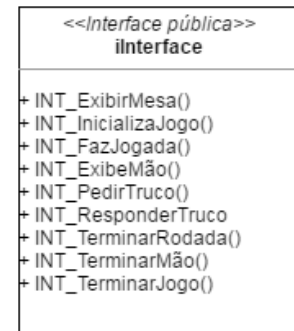 <<Interface pública>>
iInterface
+ INT_ExibirMesa()
+ INT_InicializaJogo()
+ INT_FazJogada()
+ INT_ExibeMão()
+ INT_PedirTruco()
+ INT_ResponderTruco
+ INT_TerminarRodada()
+ INT_TerminarMão()
+ INT_TerminarJogo()